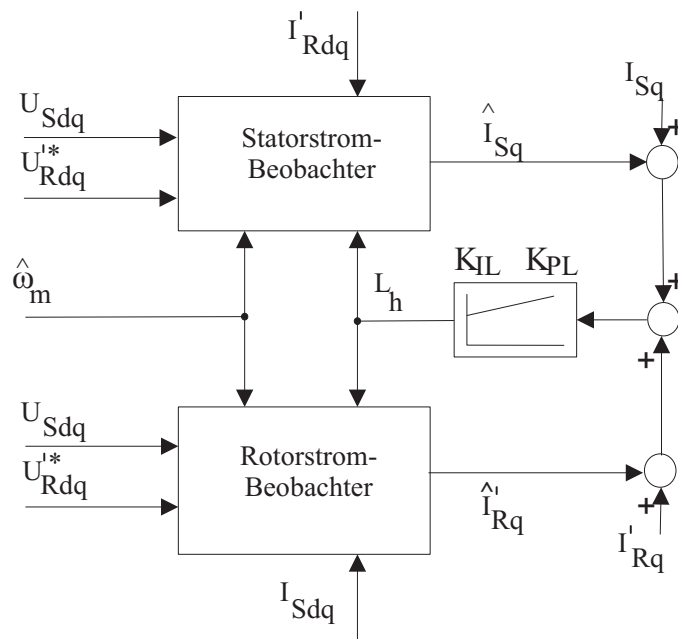 I'Rdq
USdq
U'*Rdq
Statorstrom-
Beobachter
ÎSq
ISq
+
ω̂m
Lh
KIL KPL
+
+
USdq
U'*Rdq
Rotorstrom-
Beobachter
Î'Rq
+
I'Rq
ISdq